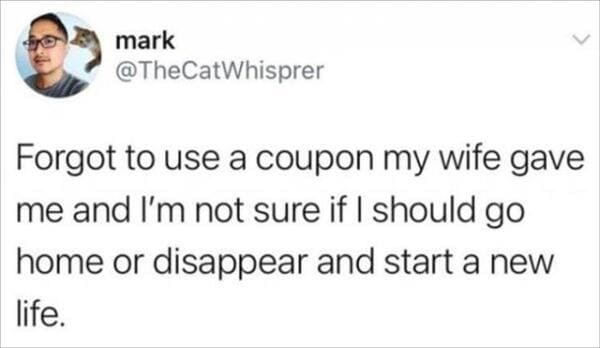 mark
@TheCatWhisprer
Forgot to use a coupon my wife gave
me and I'm not sure if I should go
home or disappear and start a new
life.